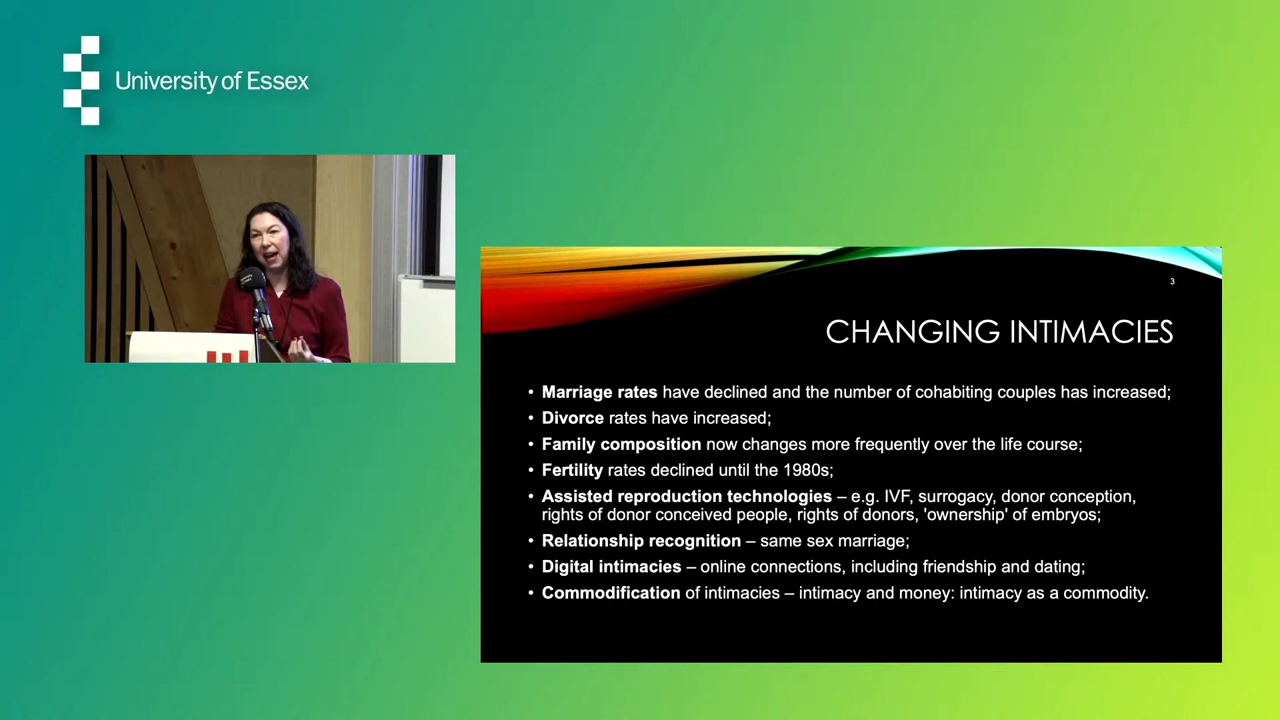 University of Essex
3
CHANGING INTIMACIES
• Marriage rates have declined and the number of cohabiting couples has increased;
• Divorce rates have increased;
• Family composition now changes more frequently over the life course;
• Fertility rates declined until the 1980s;
• Assisted reproduction technologies – e.g. IVF, surrogacy, donor conception,
rights of donor conceived people, rights of donors, 'ownership' of embryos;
• Relationship recognition – same sex marriage;
• Digital intimacies – online connections, including friendship and dating;
• Commodification of intimacies – intimacy and money: intimacy as a commodity.